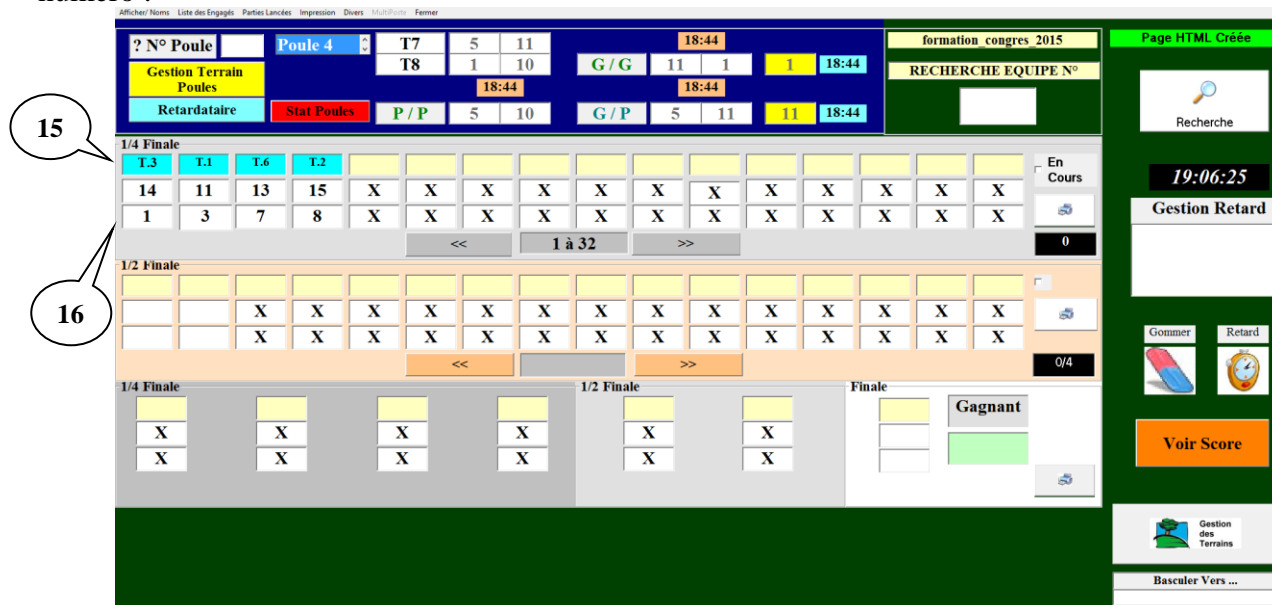 numéro :
Afficher/ Noms Liste des Engagés Parties Lancées Impression Divers MultiPoste Fermer
? N° Poule Poule 4 T7 5 11 18:44 formation_congres_2015 Page HTML Créée
T8 1 10 G / G 11 1 1 18:44 RECHERCHE EQUIPE N°
Gestion Terrain
Poules
18:44 18:44
Retardataire Stat Poules P / P 5 10 G / P 5 11 11 18:44
Recherche
15
1/4 Finale
T.3 T.1 T.6 T.2 En
Cours
14 11 13 15 X X X X X X X X X X X X
19:06:25
1 3 7 8 X X X X X X X X X X X X
Gestion Retard
<< 1 à 32 >> 0
1/2 Finale
16
X X X X X X X X X X X X X X
X X X X X X X X X X X X X X
Gommer Retard
<< >> 0/4
1/4 Finale 1/2 Finale Finale
Gagnant
X X X X X X
X X X X X X
Voir Score
Gestion
des
Terrains
Basculer Vers ...